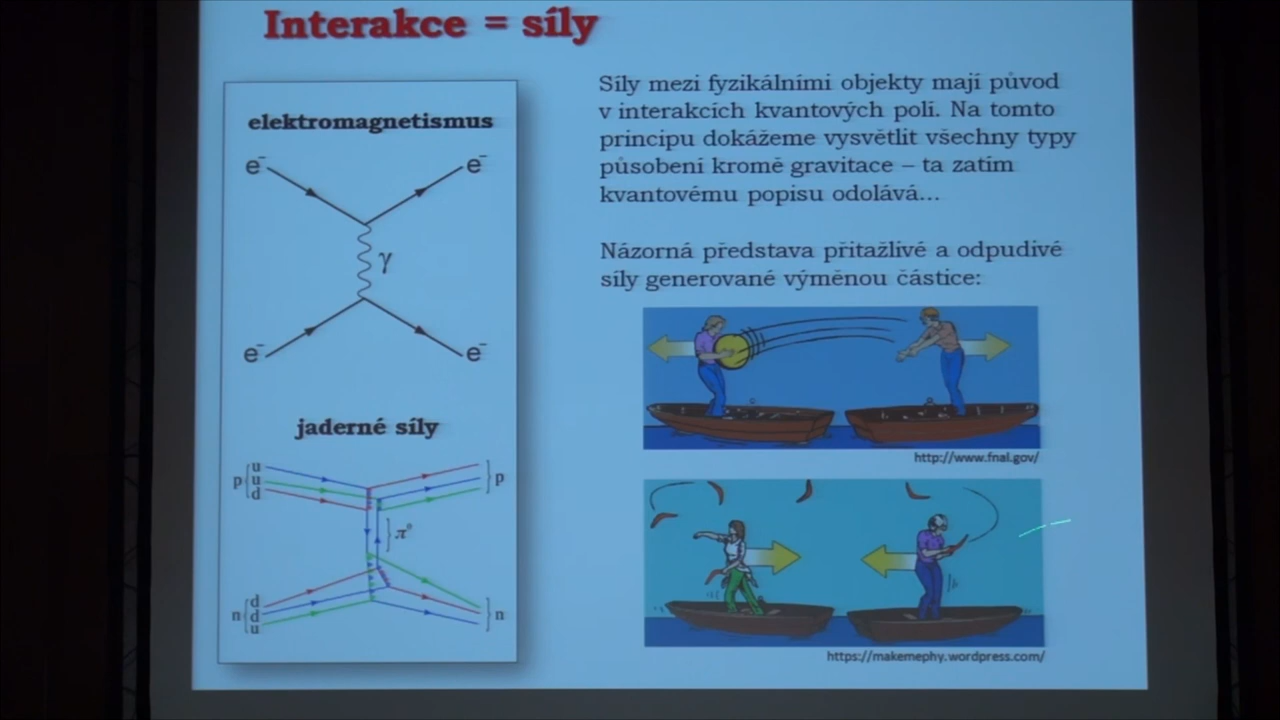 Interakce = síly
elektromagnetismus
e⁻ e⁻
γ
e⁻ e⁻
jaderné síly
p u u d p
π⁰
n d d u n
Síly mezi fyzikálními objekty mají původ
v interakcích kvantových polí. Na tomto
principu dokážeme vysvětlit všechny typy
působení kromě gravitace – ta zatím
kvantovému popisu odolává...
Názorná představa přitažlivé a odpudivé
síly generované výměnou částice:
http://www.fnal.gov/
https://makemephy.wordpress.com/